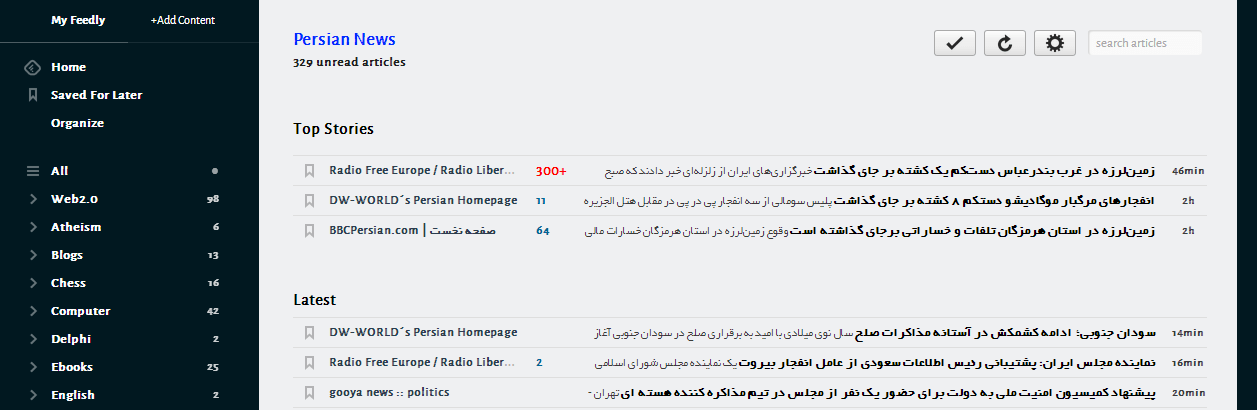 My Feedly +Add Content
Home
Saved For Later
Organize
All
Web2.0 98
Atheism 6
Blogs 13
Chess 16
Computer 42
Delphi 2
Ebooks 25
English 2
Persian News
329 unread articles
search articles
Top Stories
Radio Free Europe / Radio Liber... 300+ زمین‌لرزه در غرب بندرعباس دستکم یک کشته بر جای گذاشت خبرگزاری‌های ایران از زلزله‌ای خبر دادند که صبح 46min
DW-WORLD´s Persian Homepage 11 انفجارهای مرگبار موگادیشو دستکم ۸ کشته بر جای گذاشت پلیس سومالی از سه انفجار پی در پی در مقابل هتل الجزیره 2h
BBCPersian.com | صفحه نخست 64 زمین‌لرزه در استان هرمزگان تلفات و خساراتی برجای گذاشته است وقوع زمین‌لرزه در استان هرمزگان خسارات مالی 2h
Latest
DW-WORLD´s Persian Homepage سودان جنوبی؛ ادامه کشمکش در آستانه مذاکرات صلح سال نوی میلادی با امید به برقراری صلح در سودان جنوبی آغاز 14min
Radio Free Europe / Radio Liber... 2 نماینده مجلس ایران: پشتیبانی رئیس اطلاعات سعودی از عامل انفجار بیروت یک نماینده مجلس شورای اسلامی 16min
gooya news :: politics پیشنهاد کمیسیون امنیت ملی به دولت برای حضور یک نفر از مجلس در تیم مذاکره کننده هسته ای تهران - 20min